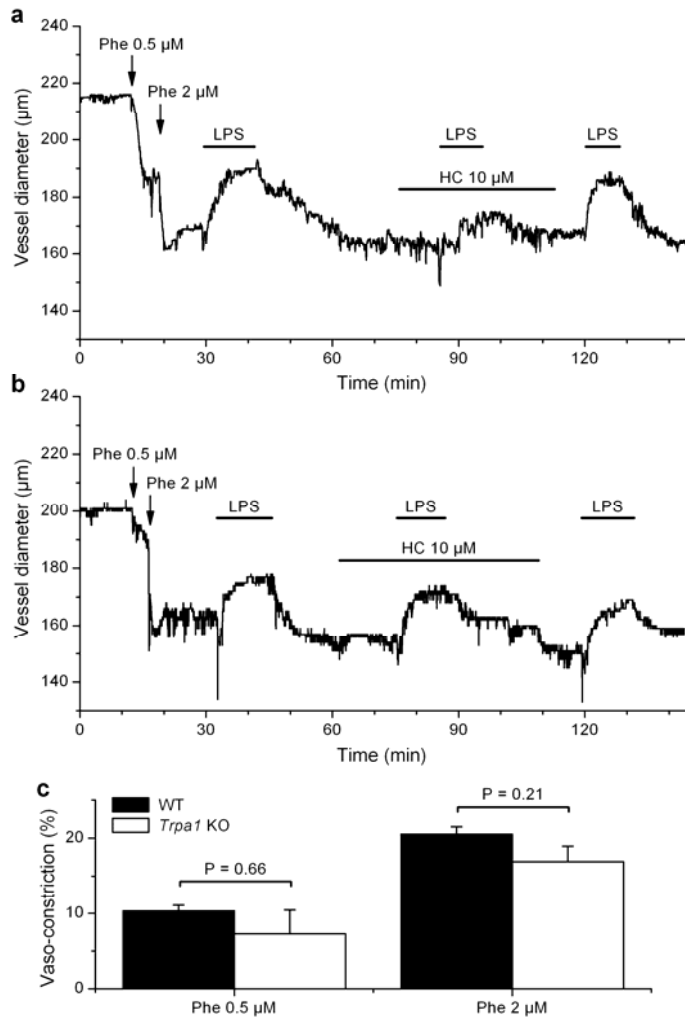 a
Phe 0.5 µM
Phe 2 µM
LPS
LPS
LPS
HC 10 µM
Vessel diameter (µm)
240
220
200
180
160
140
0
30
60
90
120
Time (min)
b
Phe 0.5 µM
Phe 2 µM
LPS
LPS
LPS
HC 10 µM
Vessel diameter (µm)
240
220
200
180
160
140
0
30
60
90
120
Time (min)
c
WT
Trpa1 KO
P = 0.66
P = 0.21
Vaso-constriction (%)
20
10
0
Phe 0.5 µM
Phe 2 µM